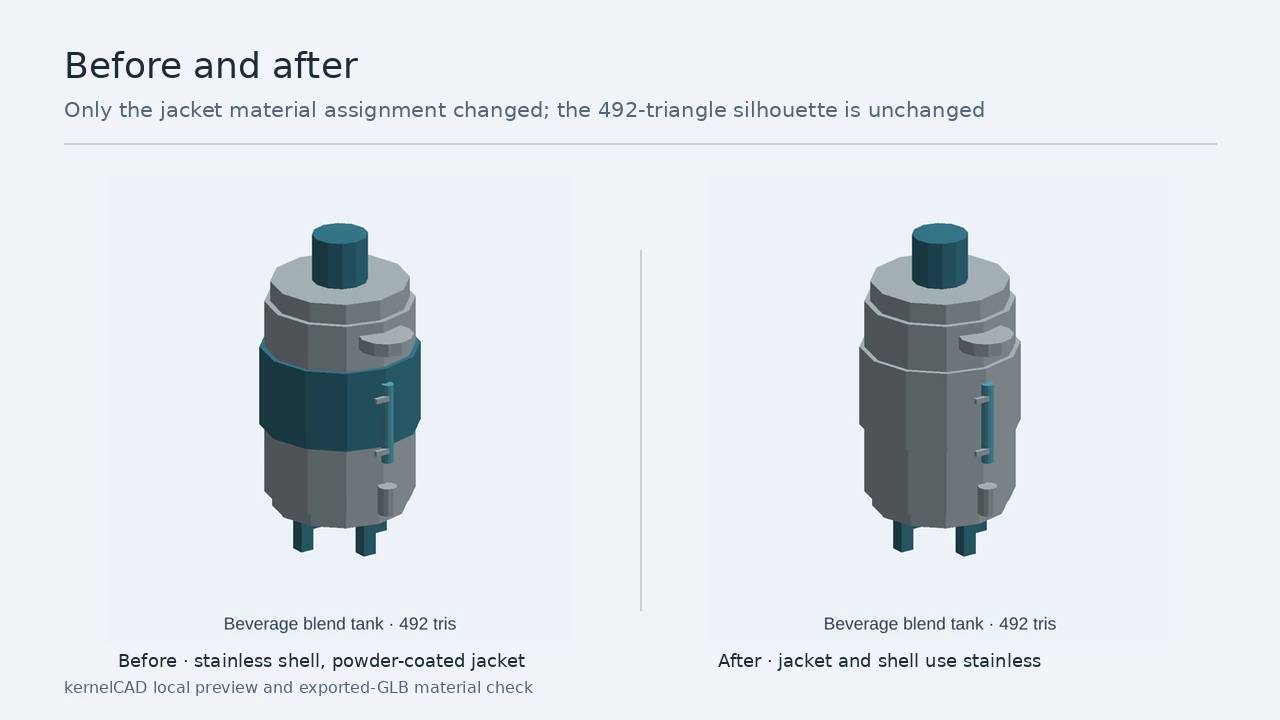 Before and after
Only the jacket material assignment changed; the 492-triangle silhouette is unchanged
Beverage blend tank · 492 tris
Before · stainless shell, powder-coated jacket
Beverage blend tank · 492 tris
After · jacket and shell use stainless
kernelCAD local preview and exported-GLB material check